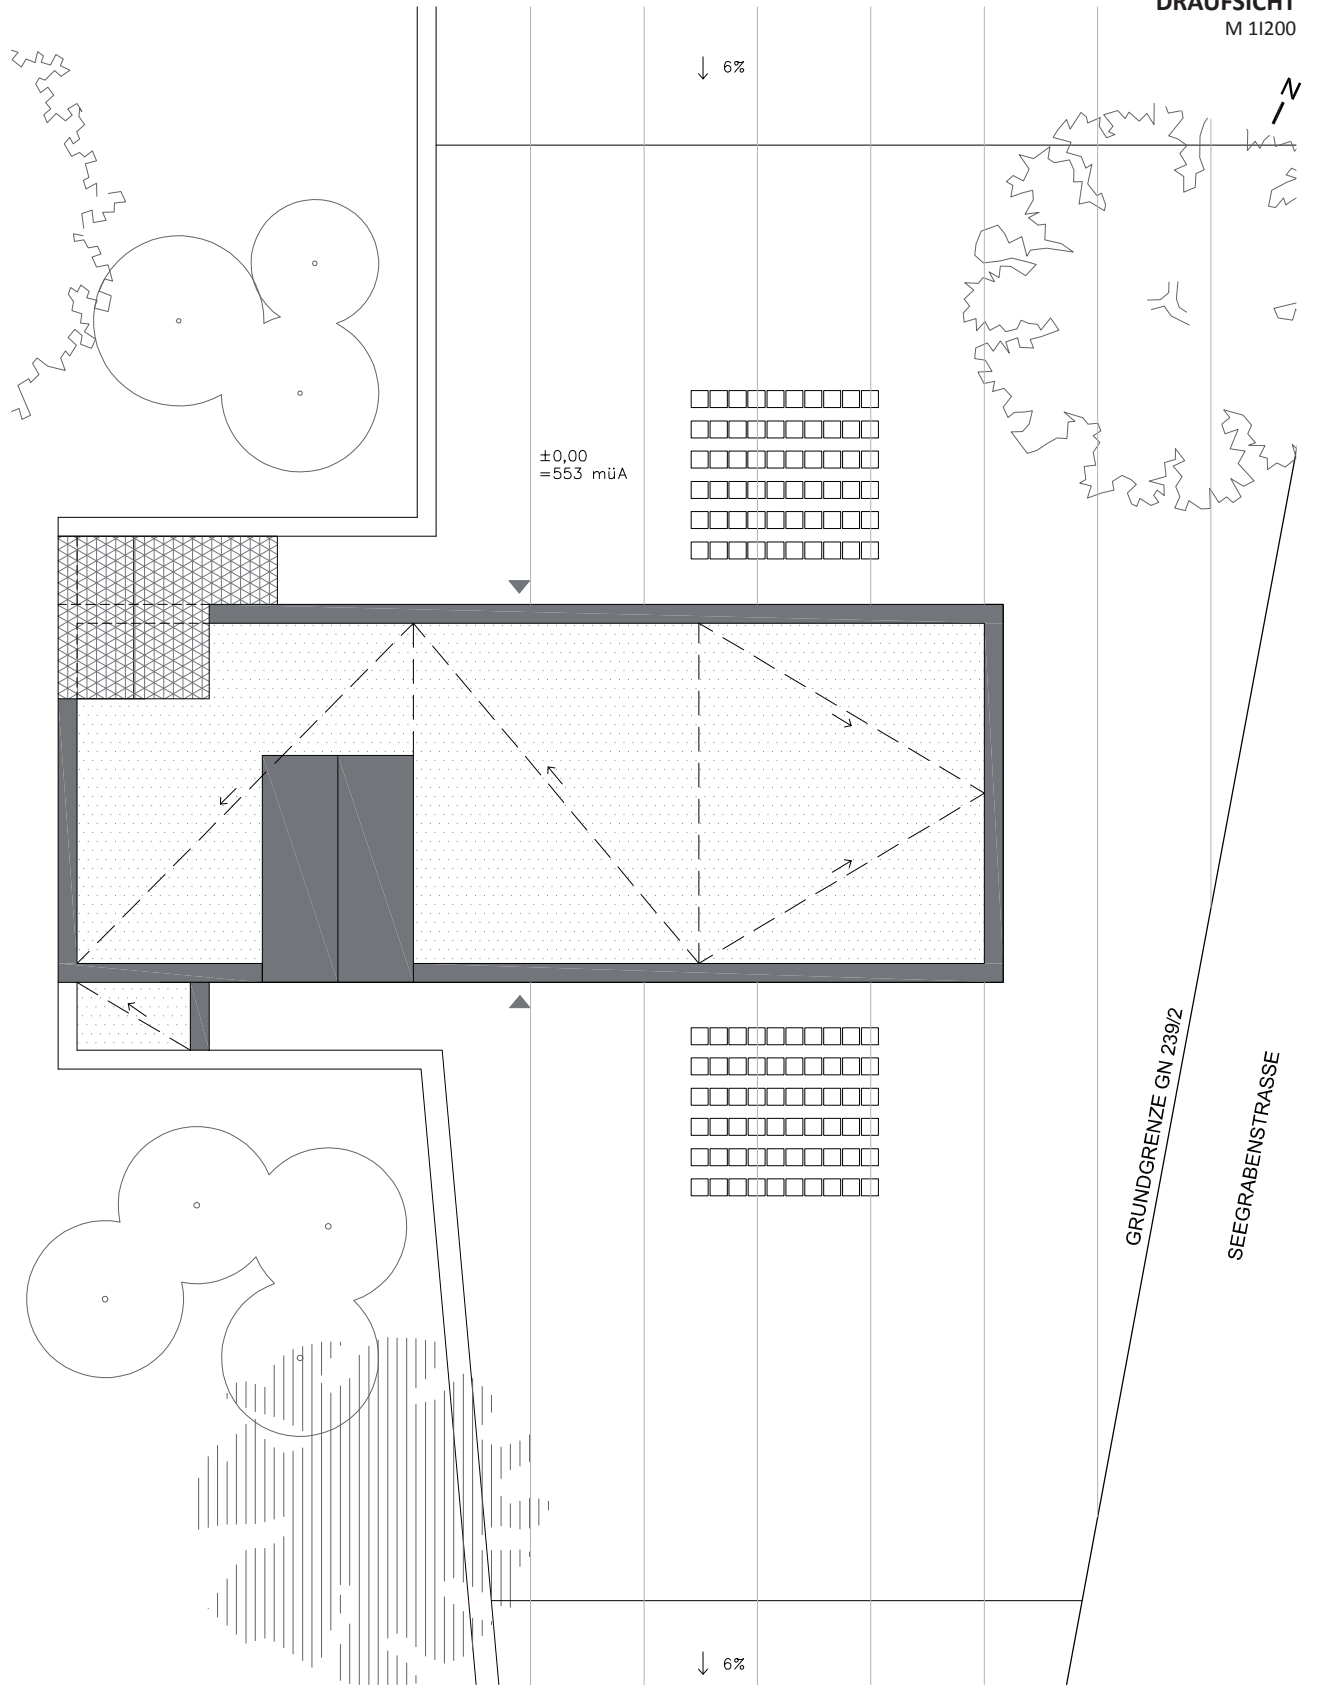 DRAUFSICHT
M 1I200
6%
N
±0,00
=553 müA
GRUNDGRENZE GN 239/2
SEEGRABENSTRASSE
6%